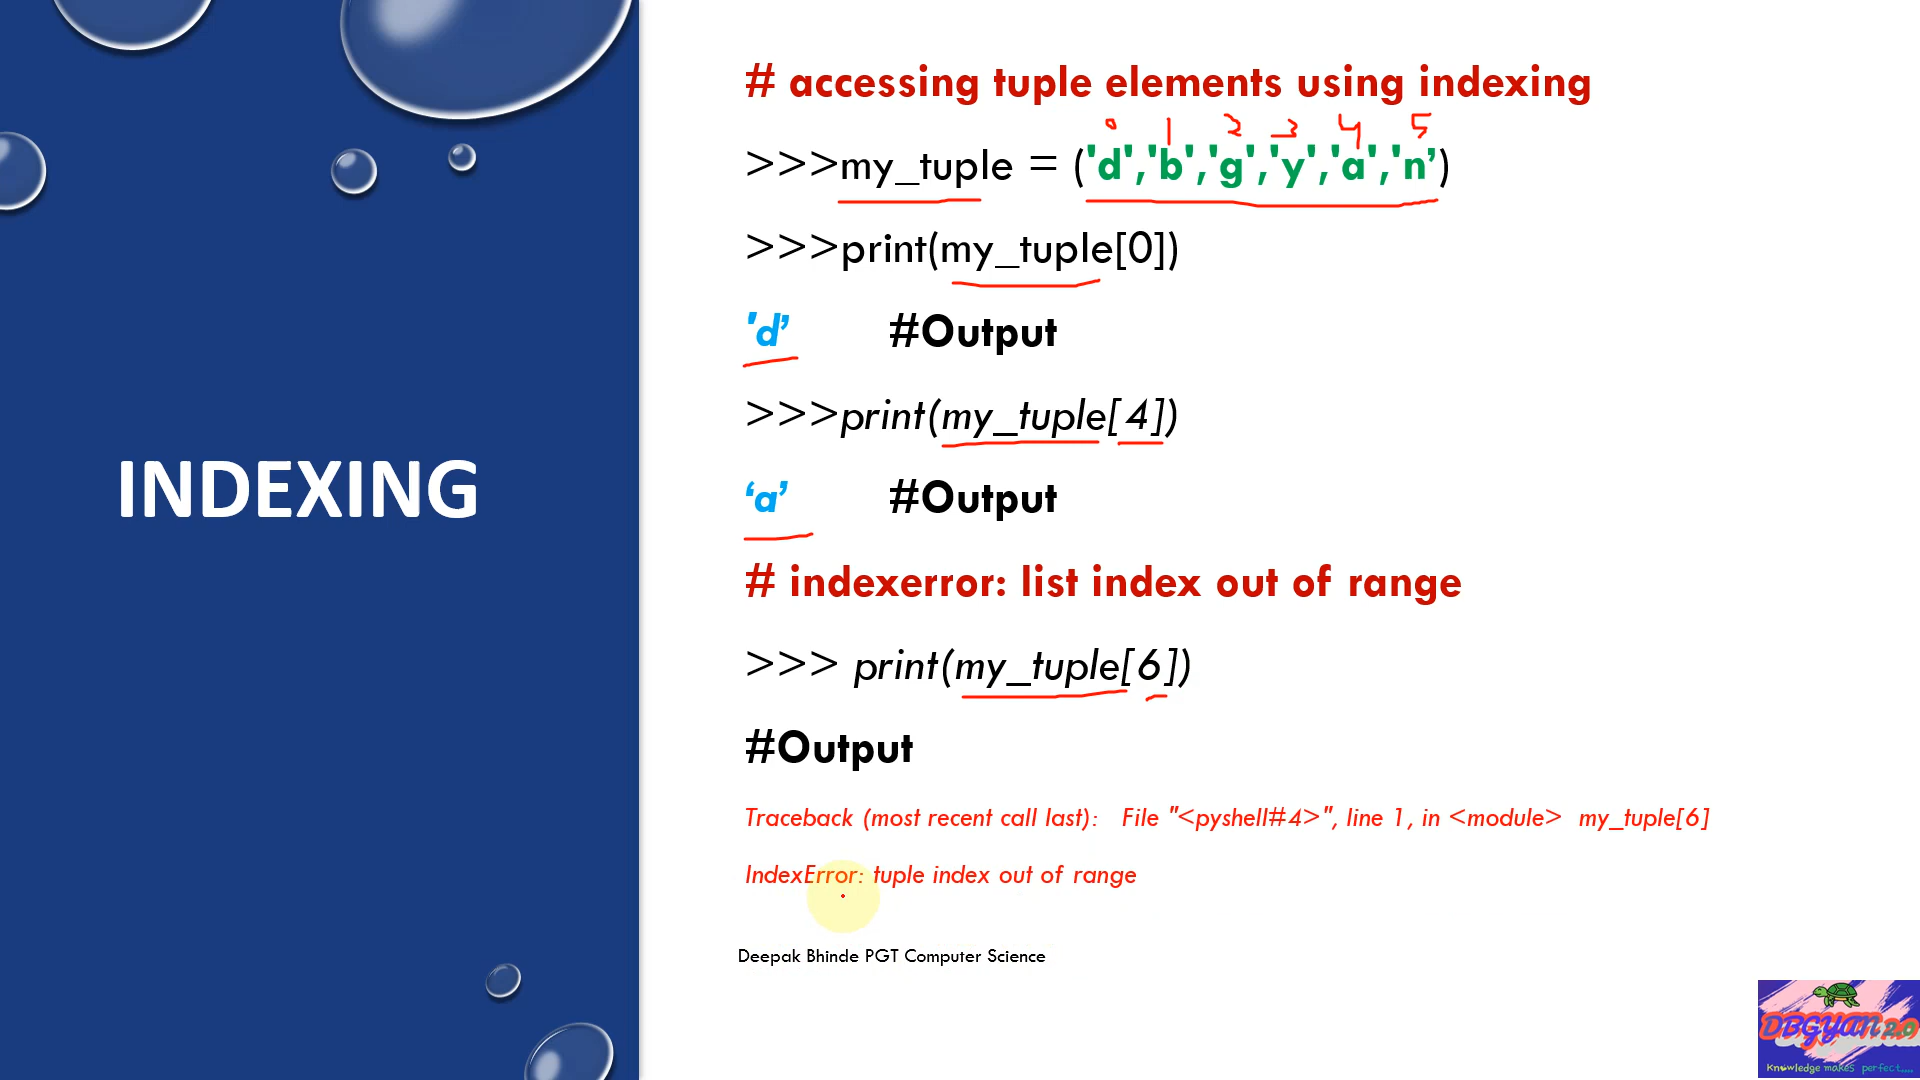 INDEXING
# accessing tuple elements using indexing
0 1 2 3 4 5
>>>my_tuple = ('d','b','g','y','a','n’)
>>>print(my_tuple[0])
'd’ #Output
>>>print(my_tuple[4])
‘a’ #Output
# indexerror: list index out of range
>>> print(my_tuple[6])
#Output
Traceback (most recent call last): File "<pyshell#4>", line 1, in <module> my_tuple[6]
IndexError: tuple index out of range
Deepak Bhinde PGT Computer Science
DBGYAN 2.0
Knowledge makes perfect....